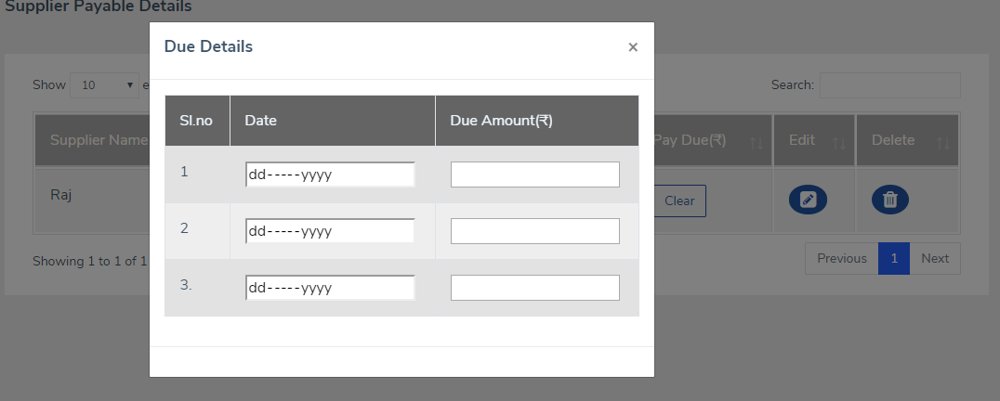 Supplier Payable Details
Due Details ×
Show 10 e Search:
Sl.no Date Due Amount(₹)
Supplier Name Pay Due(₹) Edit Delete
1 dd-----yyyy
Raj Clear
2 dd-----yyyy
Showing 1 to 1 of 1 Previous 1 Next
3. dd-----yyyy